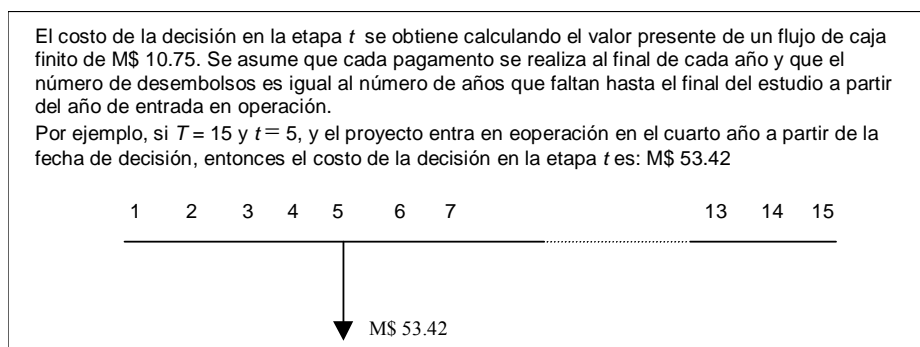 El costo de la decisión en la etapa t se obtiene calculando el valor presente de un flujo de caja
finito de M$ 10.75. Se asume que cada pagamento se realiza al final de cada año y que el
número de desembolsos es igual al número de años que faltan hasta el final del estudio a partir
del año de entrada en operación.
Por ejemplo, si T = 15 y t = 5, y el proyecto entra en eoperación en el cuarto año a partir de la
fecha de decisión, entonces el costo de la decisión en la etapa t es: M$ 53.42
1 2 3 4 5 6 7 13 14 15
M$ 53.42